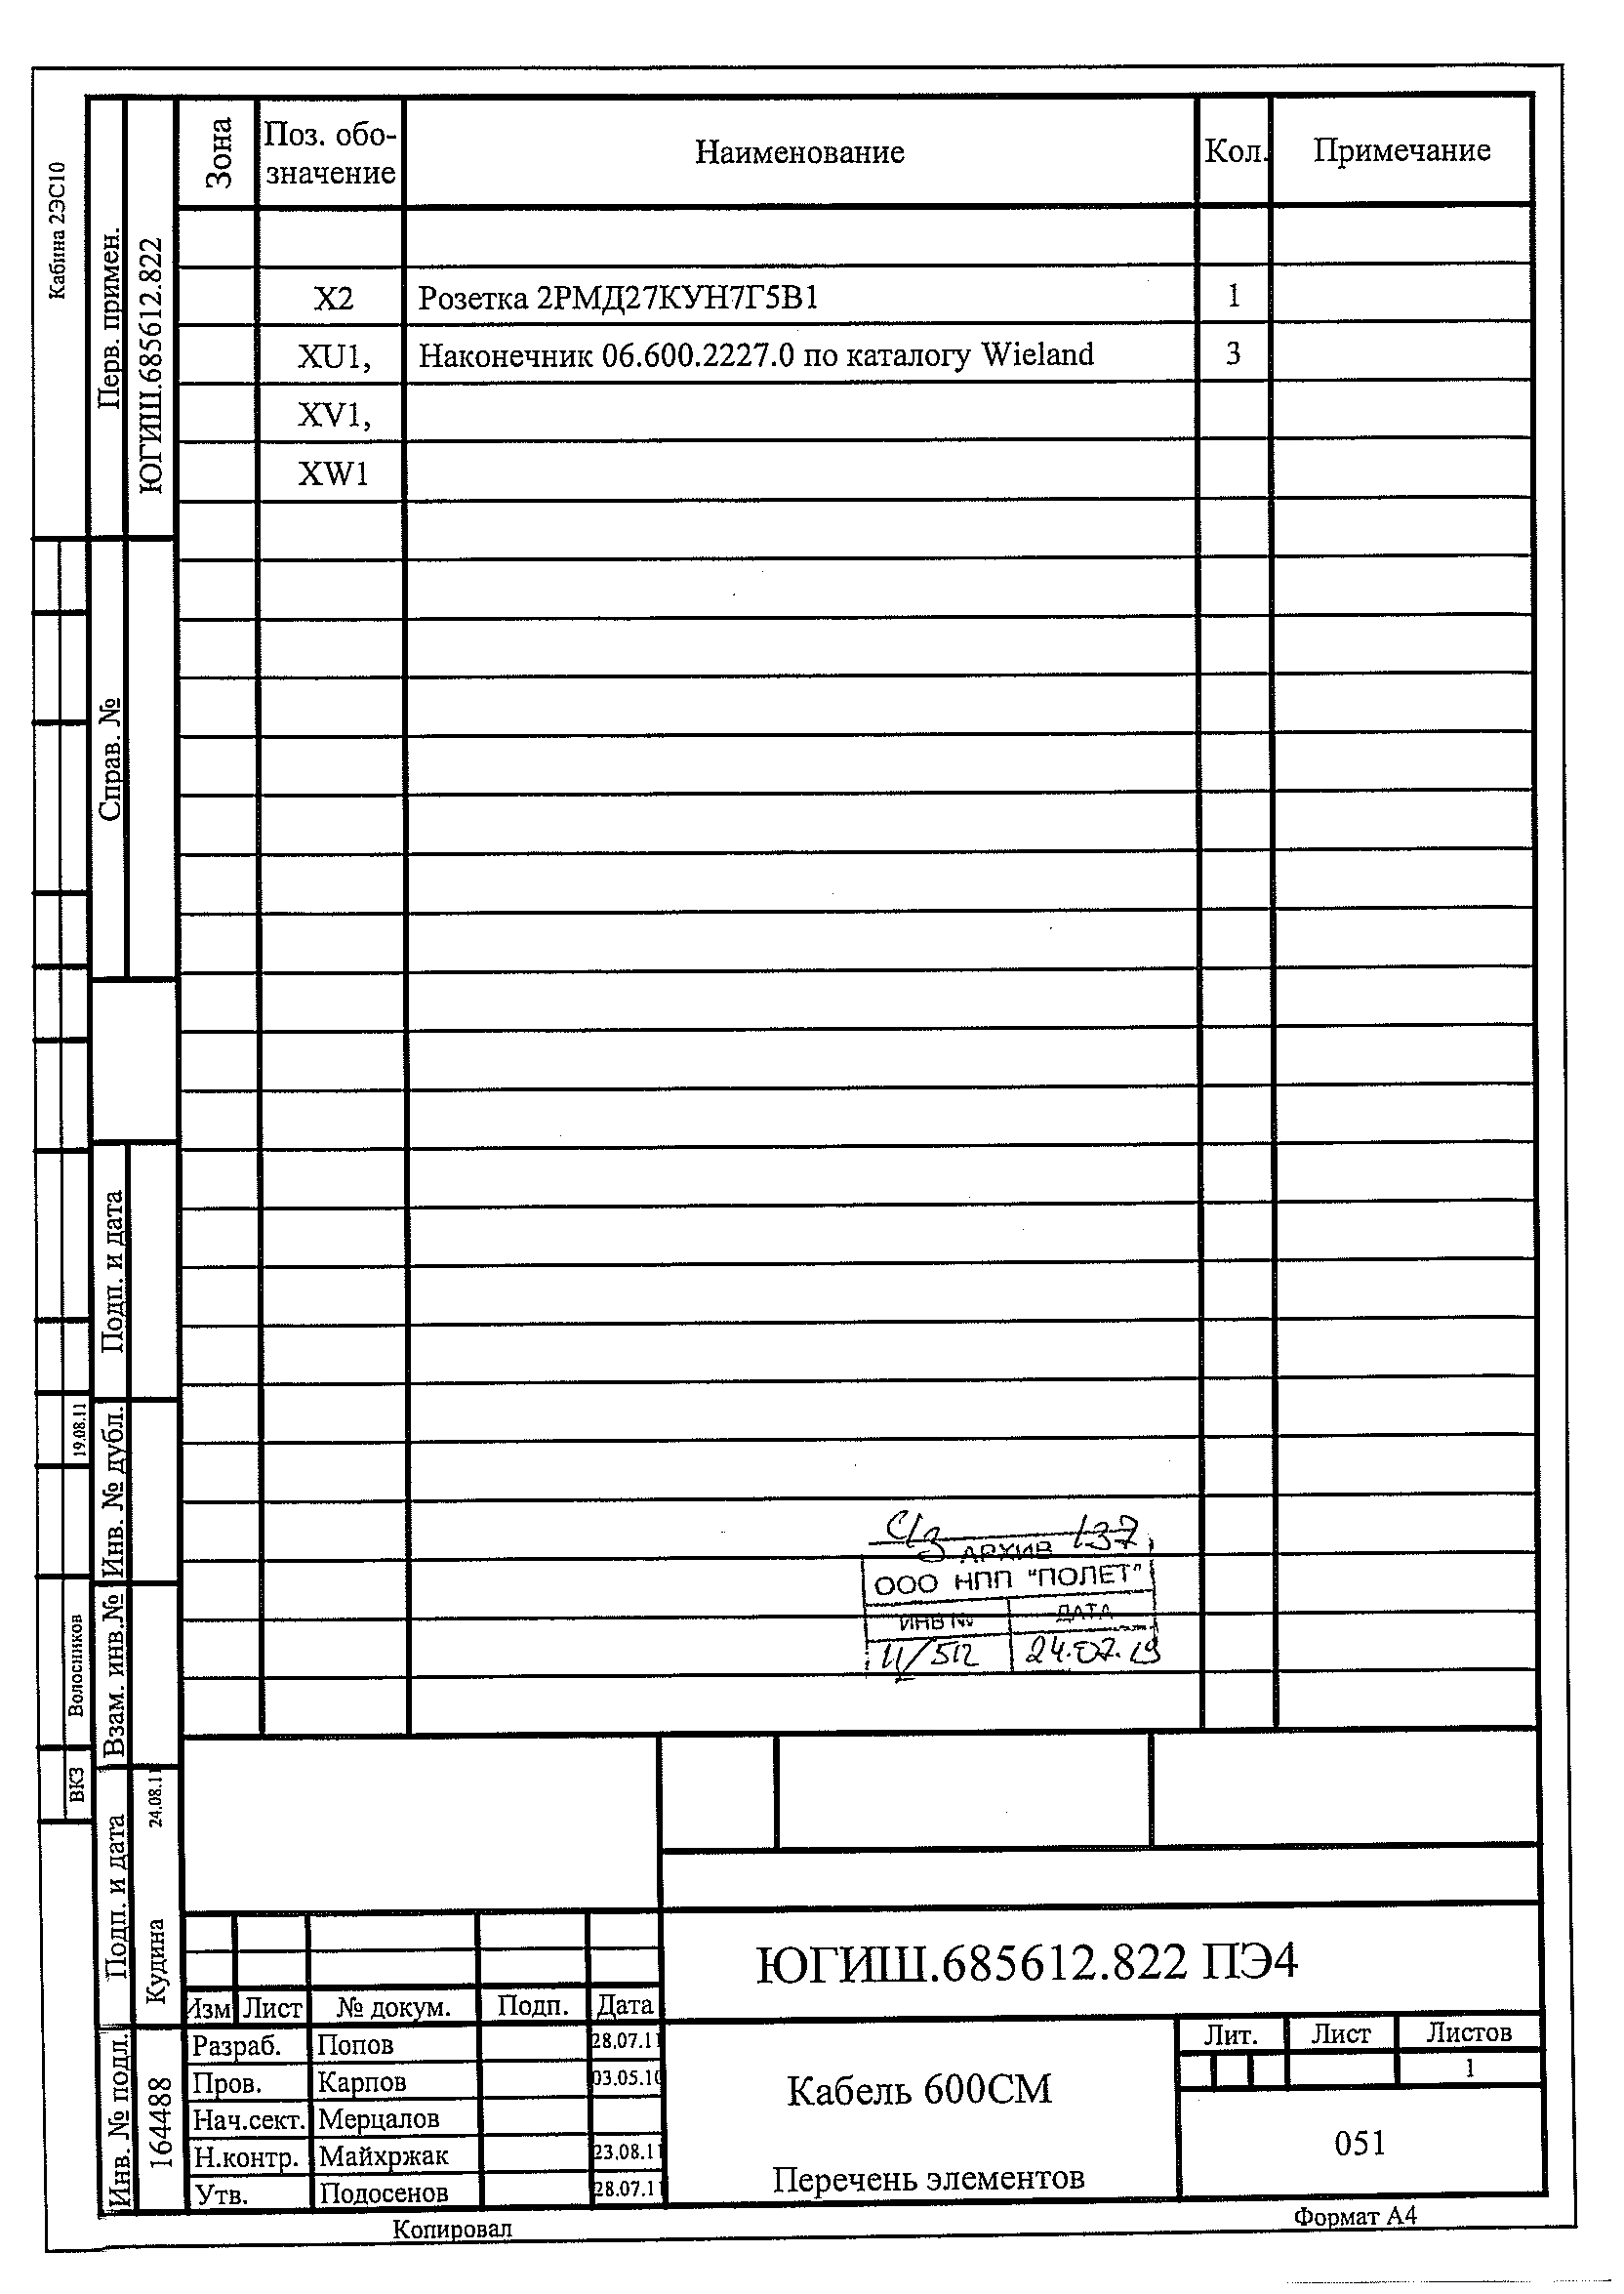 Кабина 2ЭС10
Перв. примен.
ЮГИШ.685612.822
Справ. №
Подп. и дата
Инв. № дубл.
19.08.11
Взам. инв.№
Волосников
ВКЗ
Подп. и дата
Кудина 24.08.11
Инв. № подл.
164488
Зона Поз. обо- Наименование Кол. Примечание
значение
X2 Розетка 2РМД27КУН7Г5В1 1
XU1, Наконечник 06.600.2227.0 по каталогу Wieland 3
XV1,
XW1
137
АРХИВ
ООО НПП "ПОЛЕТ"
ИНВ № ДАТА
24.07.19
ЮГИШ.685612.822 ПЭ4
Изм Лист № докум. Подп. Дата
Разраб. Попов 28.07.11
Пров. Карпов 03.05.10
Нач.сект. Мерцалов
Н.контр. Майхржак 23.08.11
Утв. Подосенов 28.07.11
Кабель 600СМ
Перечень элементов
Лит. Лист Листов
1
051
Копировал Формат А4